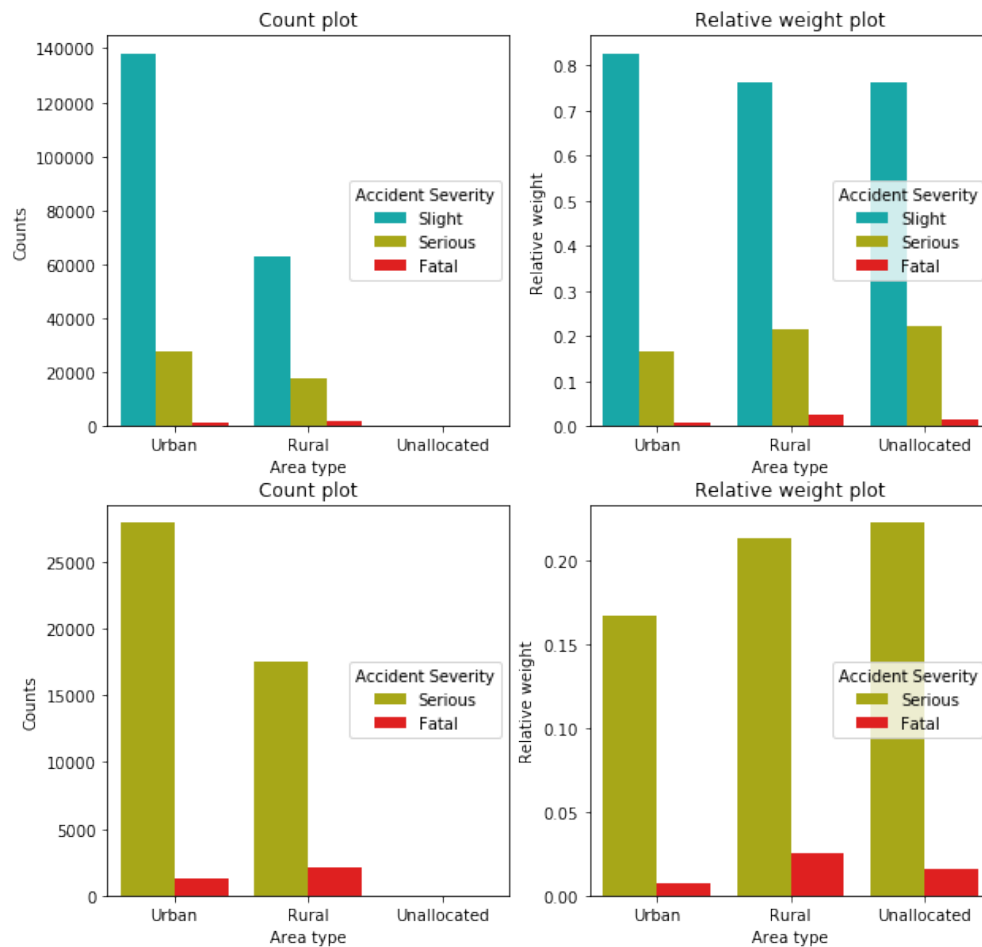 Count plot
140000
120000
100000
80000
60000
40000
20000
0
Counts
Accident Severity
Slight
Serious
Fatal
Urban
Rural
Unallocated
Area type
Relative weight plot
0.8
0.7
0.6
0.5
0.4
0.3
0.2
0.1
0.0
Relative weight
Accident Severity
Slight
Serious
Fatal
Urban
Rural
Unallocated
Area type
Count plot
25000
20000
15000
10000
5000
0
Counts
Accident Severity
Serious
Fatal
Urban
Rural
Unallocated
Area type
Relative weight plot
0.20
0.15
0.10
0.05
0.00
Relative weight
Accident Severity
Serious
Fatal
Urban
Rural
Unallocated
Area type